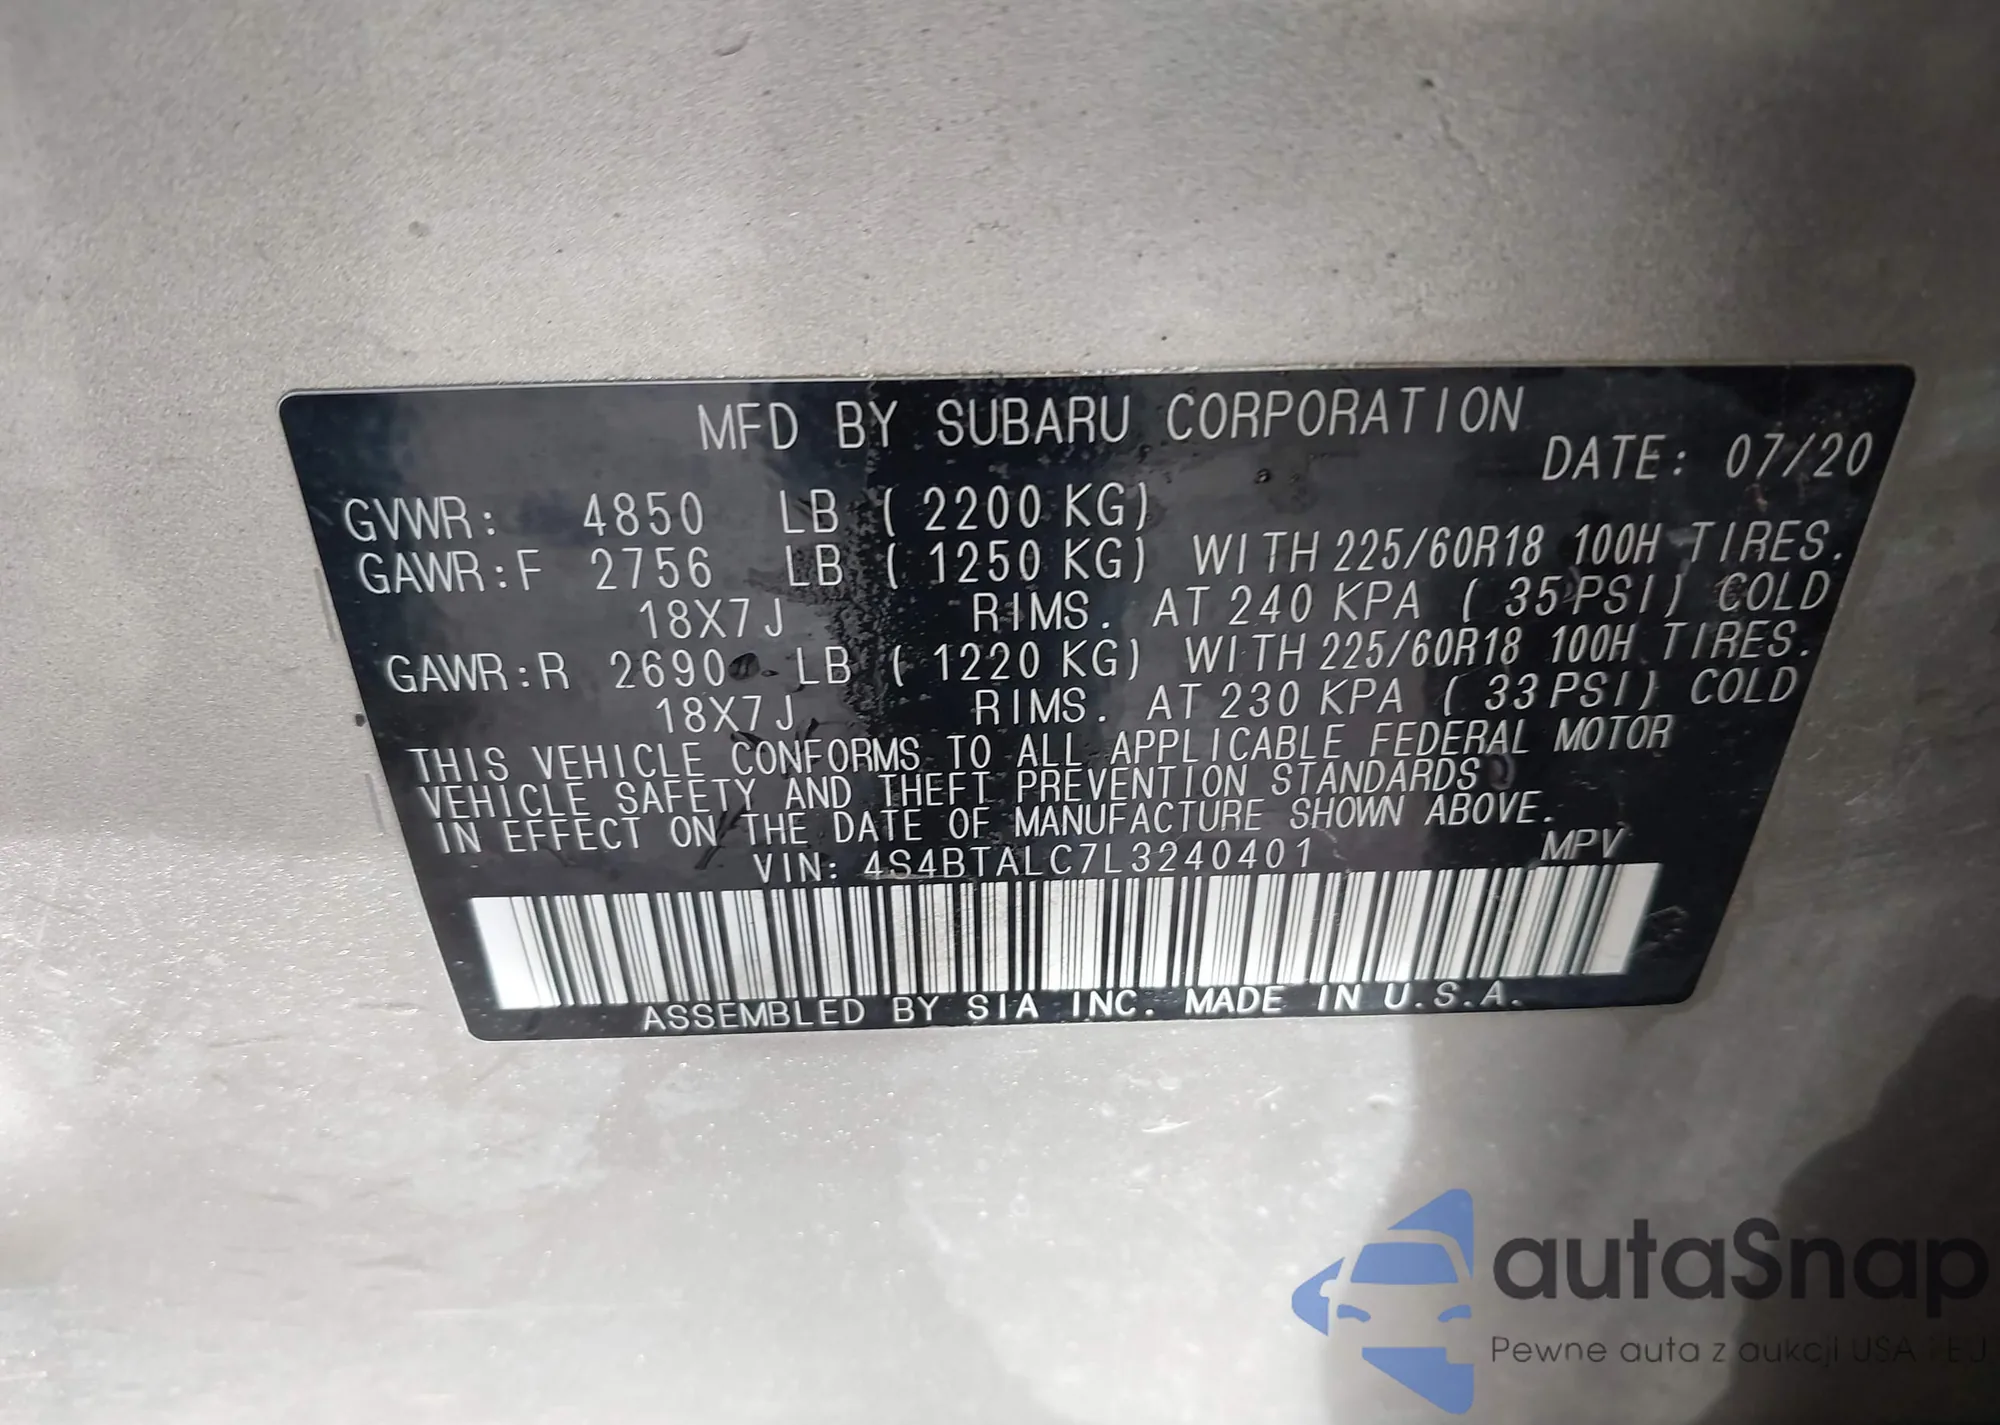 MFD BY SUBARU CORPORATION
DATE: 07/20
GVWR: 4850 LB ( 2200 KG)
GAWR:F 2756 LB ( 1250 KG) WITH 225/60R18 100H TIRES.
18X7J RIMS. AT 240 KPA ( 35PSI) COLD
GAWR:R 2690 LB ( 1220 KG) WITH 225/60R18 100H TIRES.
18X7J RIMS. AT 230 KPA ( 33PSI) COLD
THIS VEHICLE CONFORMS TO ALL APPLICABLE FEDERAL MOTOR
VEHICLE SAFETY AND THEFT PREVENTION STANDARDS
IN EFFECT ON THE DATE OF MANUFACTURE SHOWN ABOVE.
VIN: 4S4BTALC7L3240401 MPV
ASSEMBLED BY SIA INC. MADE IN U.S.A.
autaSnap
Pewne auta z aukcji USA i EU